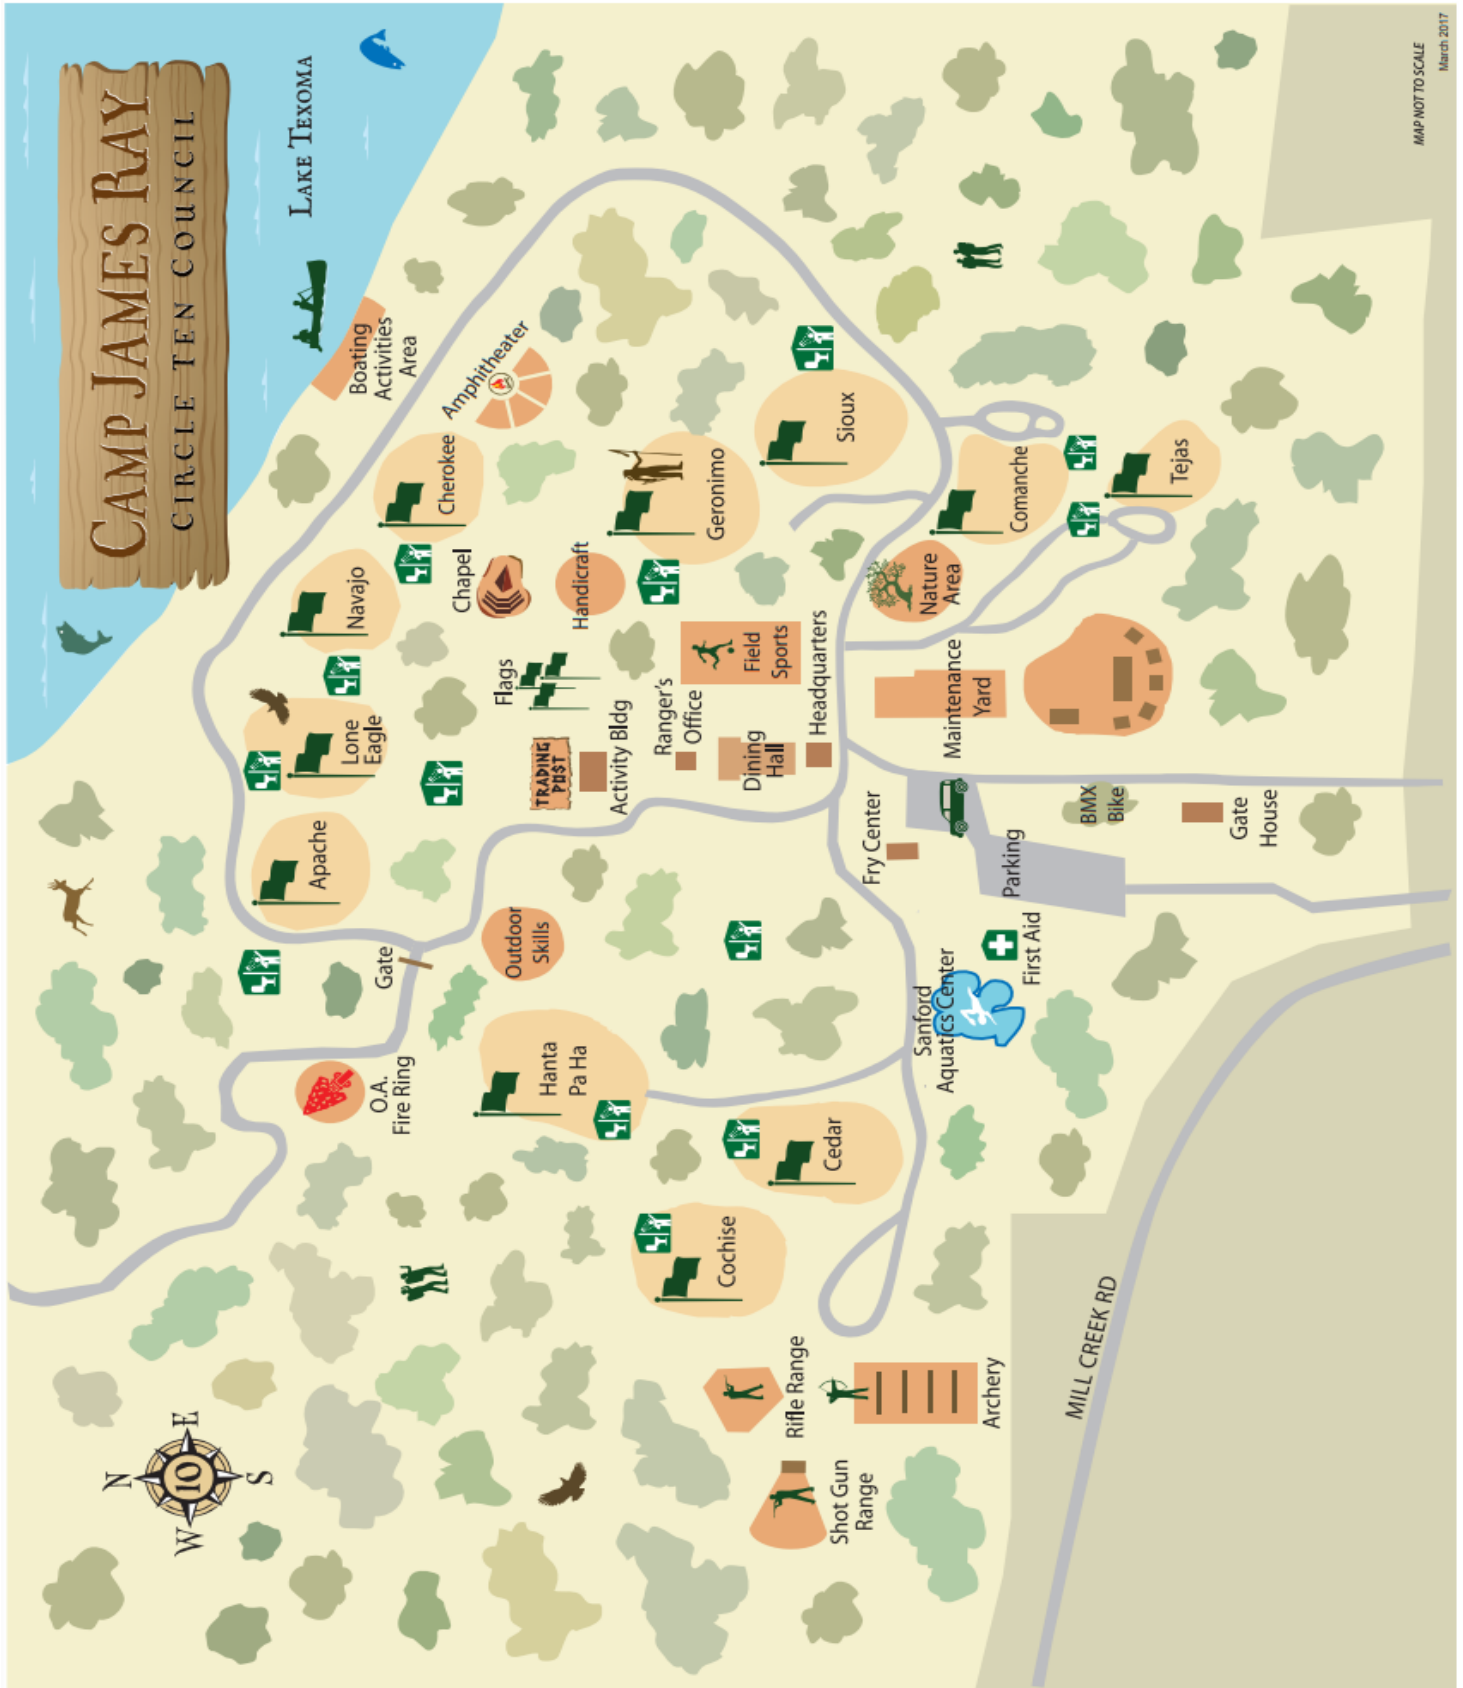 CAMP JAMES RAY
CIRCLE TEN COUNCIL
LAKE TEXOMA
N
W
10
E
S
Boating
Activities
Area
Amphitheater
Cherokee
Navajo
Chapel
Handicraft
Geronimo
Sioux
Lone
Eagle
Apache
Flags
TRADING
POST
Activity Bldg
Ranger's
Office
Field
Sports
Dining
Hall
Headquarters
Nature
Area
Comanche
Tejas
Maintenance
Yard
Gate
Outdoor
Skills
O.A.
Fire Ring
Hanta
Pa Ha
Cedar
Cochise
Fry Center
Parking
BMX
Bike
Gate
House
First Aid
Sanford
Aquatics Center
Rifle Range
Archery
Shot Gun
Range
MILL CREEK RD
MAP NOT TO SCALE
March 2017